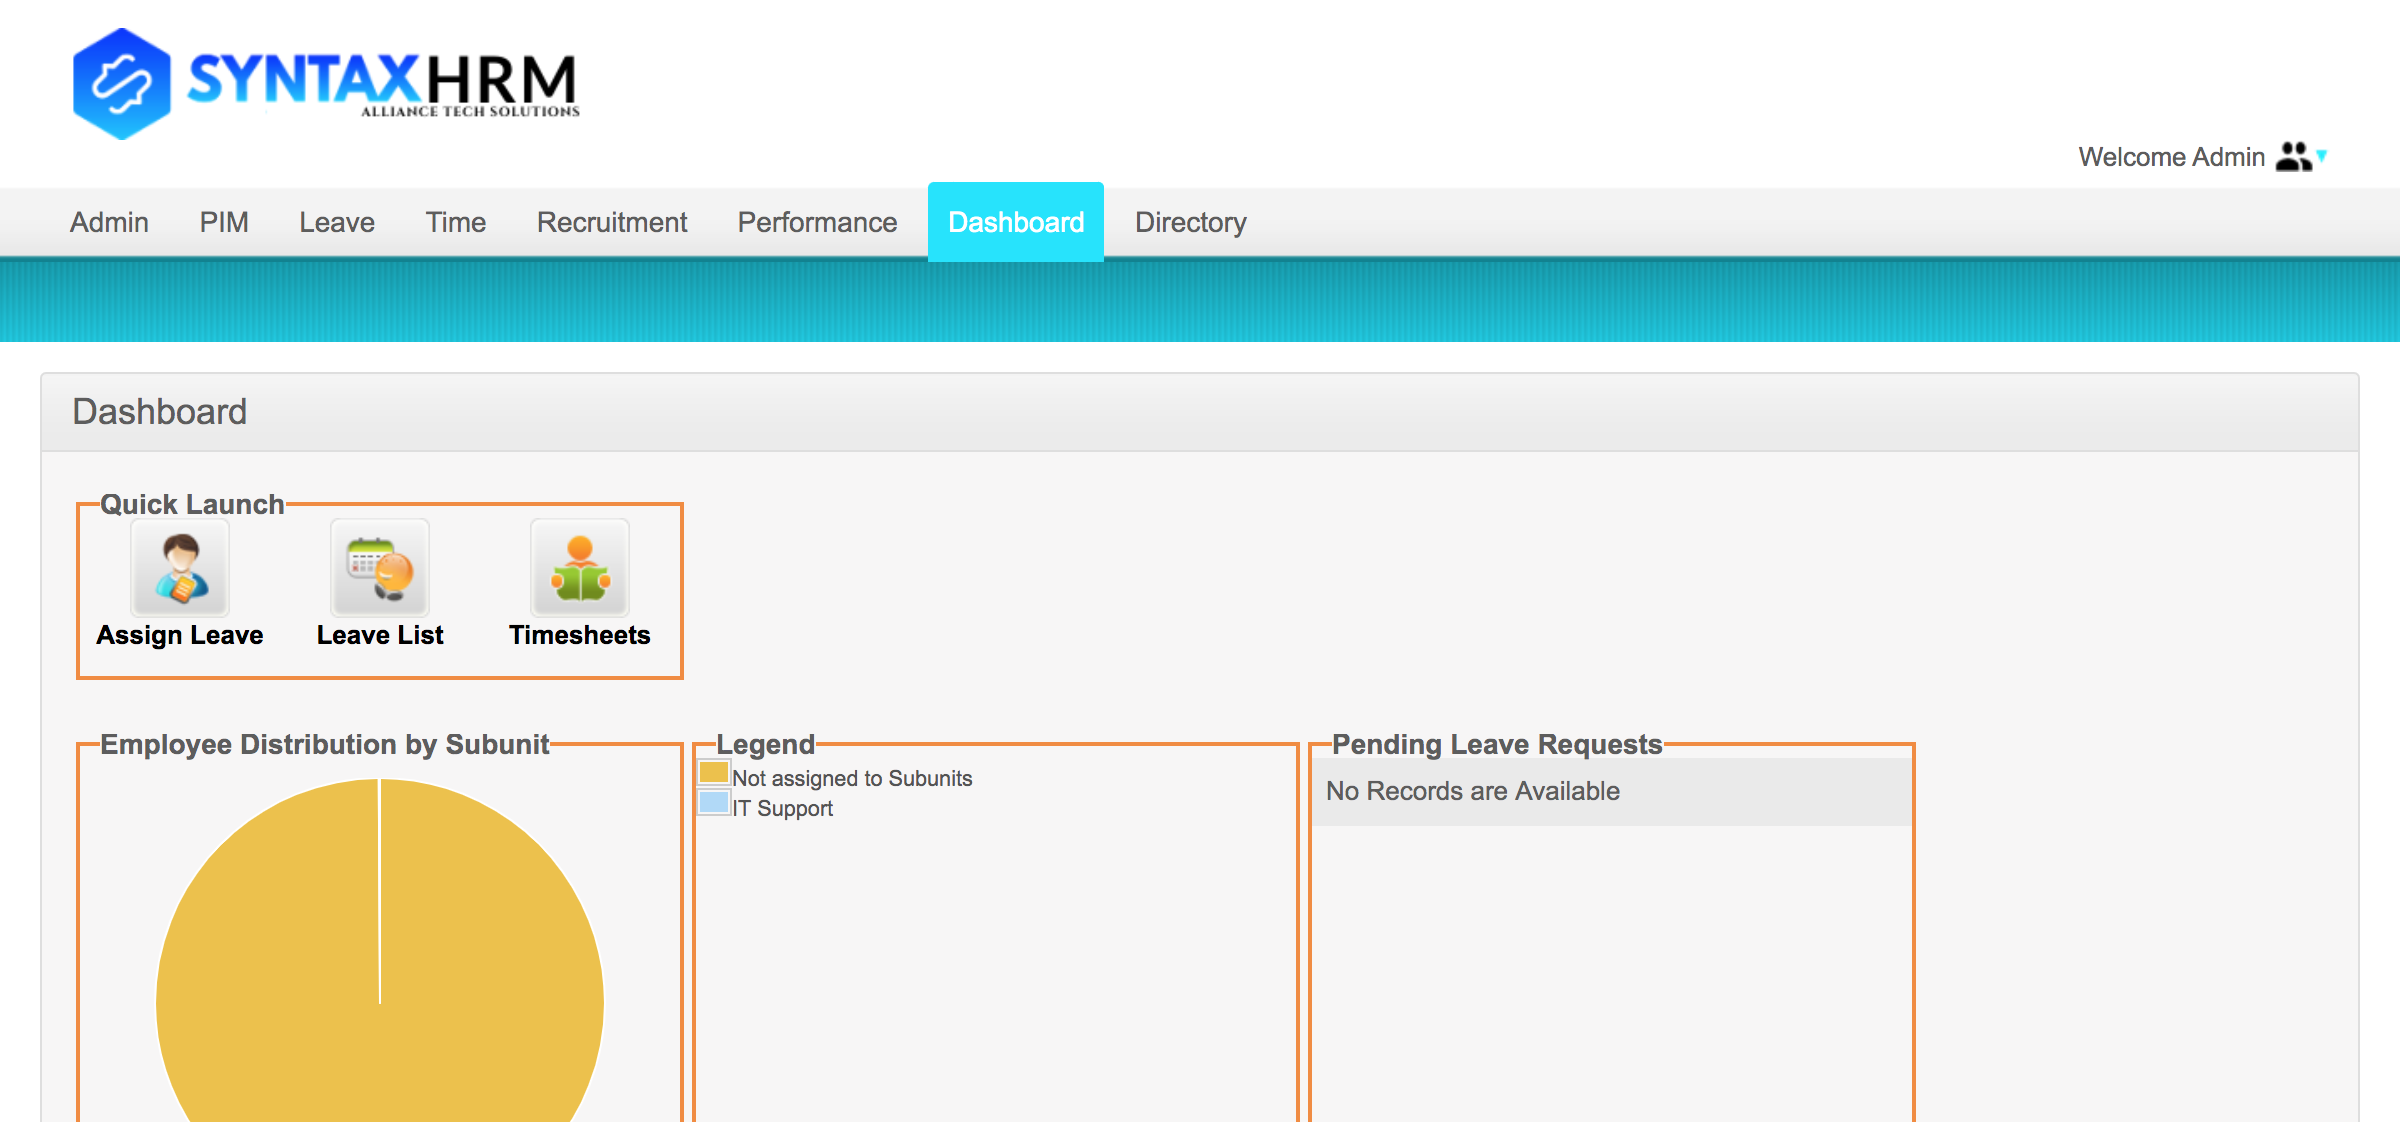 SYNTAXHRM
ALLIANCE TECH SOLUTIONS
Welcome Admin
Admin PIM Leave Time Recruitment Performance Dashboard Directory
Dashboard
Quick Launch
Assign Leave Leave List Timesheets
Employee Distribution by Subunit
Legend
Not assigned to Subunits
IT Support
Pending Leave Requests
No Records are Available